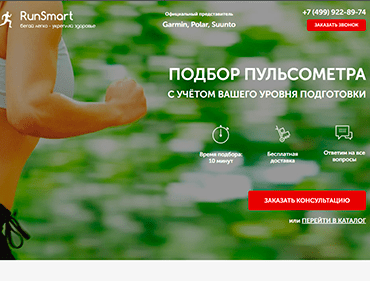 RunSmart
бегай легко - укрепляй здоровье
Официальный представитель
Garmin, Polar, Suunto
+7 (499) 922-89-74
ЗАКАЗАТЬ ЗВОНОК
ПОДБОР ПУЛЬСОМЕТРА
С УЧЁТОМ ВАШЕГО УРОВНЯ ПОДГОТОВКИ
Время подбора:
10 минут
Бесплатная
доставка
Ответим на все
вопросы
ЗАКАЗАТЬ КОНСУЛЬТАЦИЮ
или ПЕРЕЙТИ В КАТАЛОГ